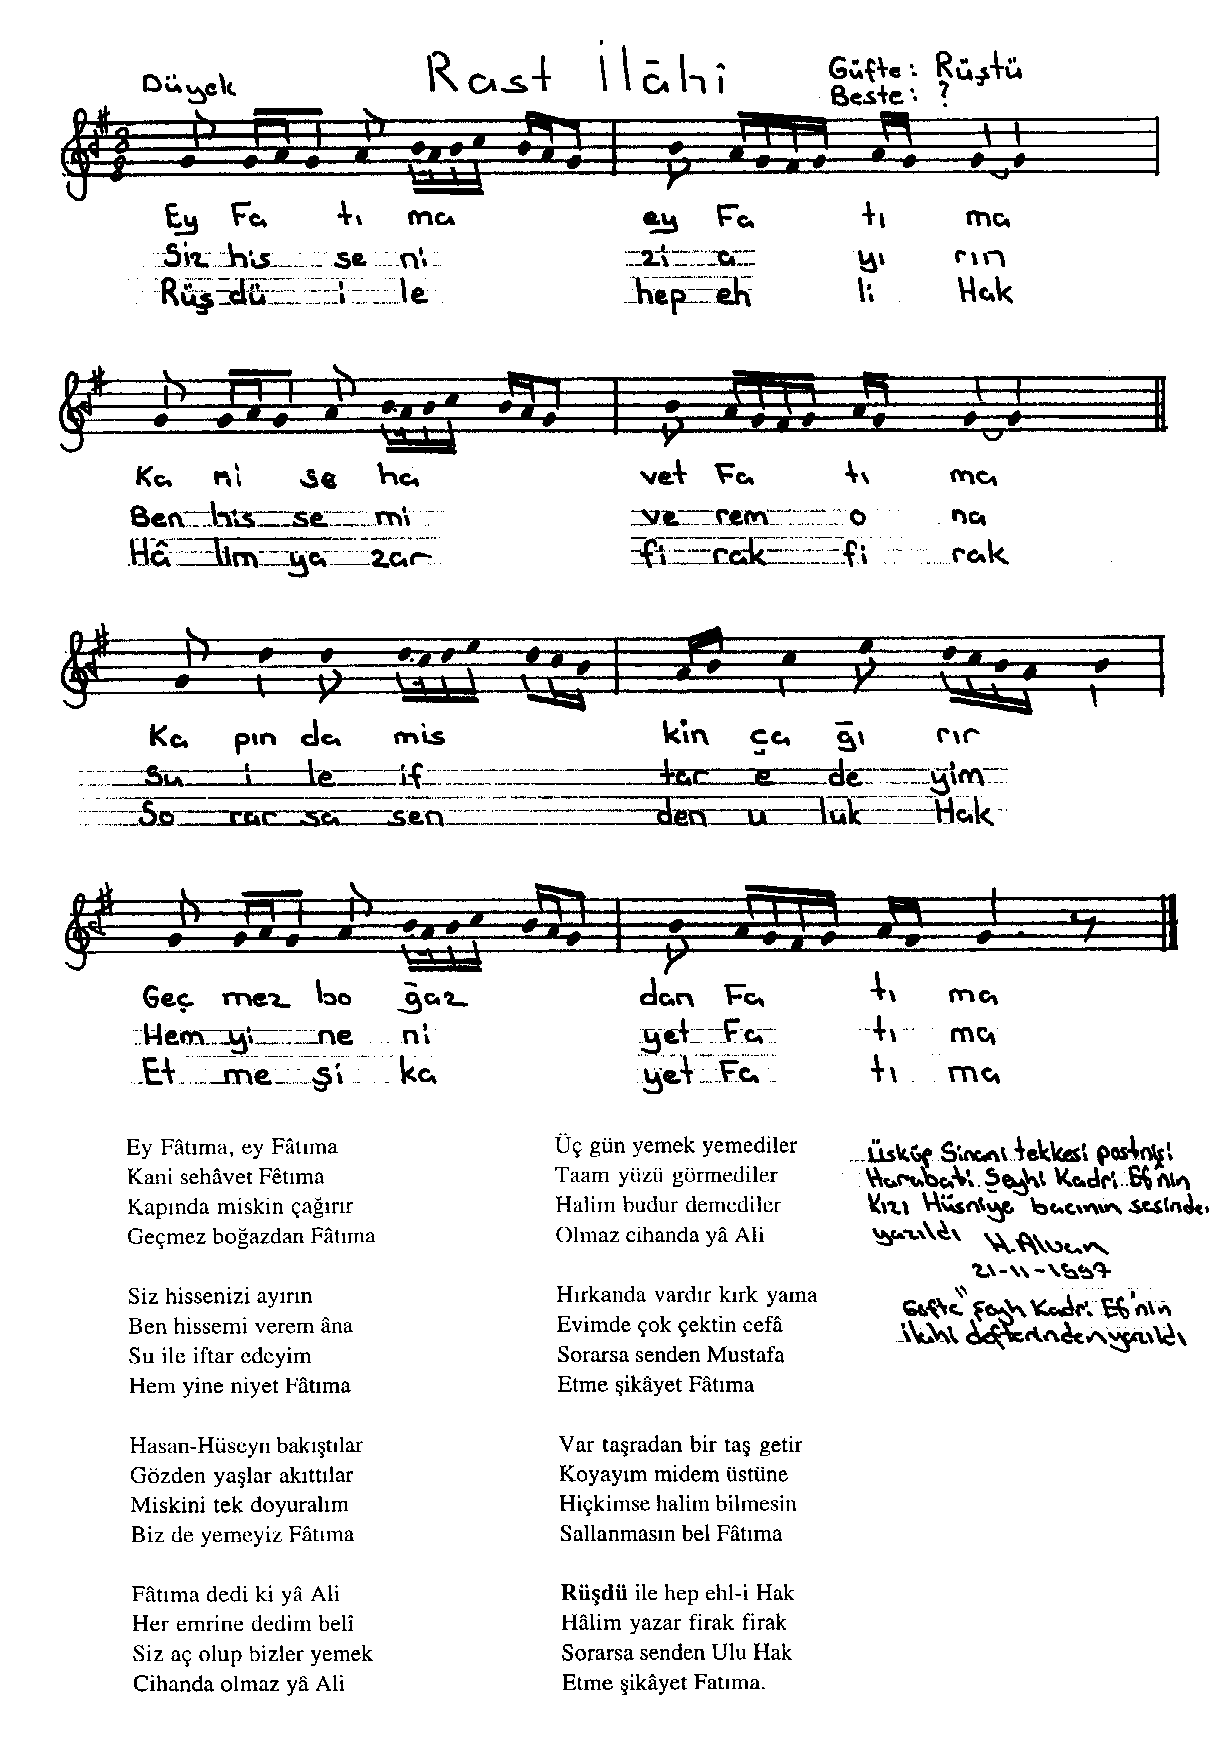 Rast İlâhî
Düyek
Güfte: Rüştü
Beste: ?
8
8
Ey Fa tı ma ey Fa tı ma
Siz his se ni zi a yı rın
Rüş dü i le hep eh li Hak
Ka ni se ha vet Fa tı ma
Ben his se mi ve rem o na
Hâ lim ya zar fi rak fi rak
Ka pın da mis kin ça ğı rır
Su i le if tar e de yim
So rar sa sen den u luk Hak
Geç mez bo ğaz dan Fa tı ma
Hem yi ne ni yet Fa tı ma
Et me şi ka yet Fa tı ma
Ey Fâtıma, ey Fâtıma
Kani sehâvet Fêtıma
Kapında miskin çağırır
Geçmez boğazdan Fâtıma
Siz hissenizi ayırın
Ben hissemi verem âna
Su ile iftar edeyim
Hem yine niyet Fâtıma
Hasan-Hüseyn bakıştılar
Gözden yaşlar akıttılar
Miskini tek doyuralım
Biz de yemeyiz Fâtıma
Fâtıma dedi ki yâ Ali
Her emrine dedim belî
Siz aç olup bizler yemek
Cihanda olmaz yâ Ali
Üç gün yemek yemediler
Taam yüzü görmediler
Halim budur demediler
Olmaz cihanda yâ Ali
Hırkanda vardır kırk yama
Evimde çok çektin cefâ
Sorarsa senden Mustafa
Etme şikâyet Fâtıma
Var taşradan bir taş getir
Koyayım midem üstüne
Hiçkimse halim bilmesin
Sallanmasın bel Fâtıma
Rüşdü ile hep ehl-i Hak
Hâlim yazar firak firak
Sorarsa senden Ulu Hak
Etme şikâyet Fatıma.
Üsküp Sinani tekkesi postnişi
Harabati Şeyhi Kadri Ef'nin
Kızı Hüsniye bacının sesinden
yazıldı H. Alvan
21-11-1997
Güfte Şeyh Kadri Ef'nin
ilahi defterinden yazıldı